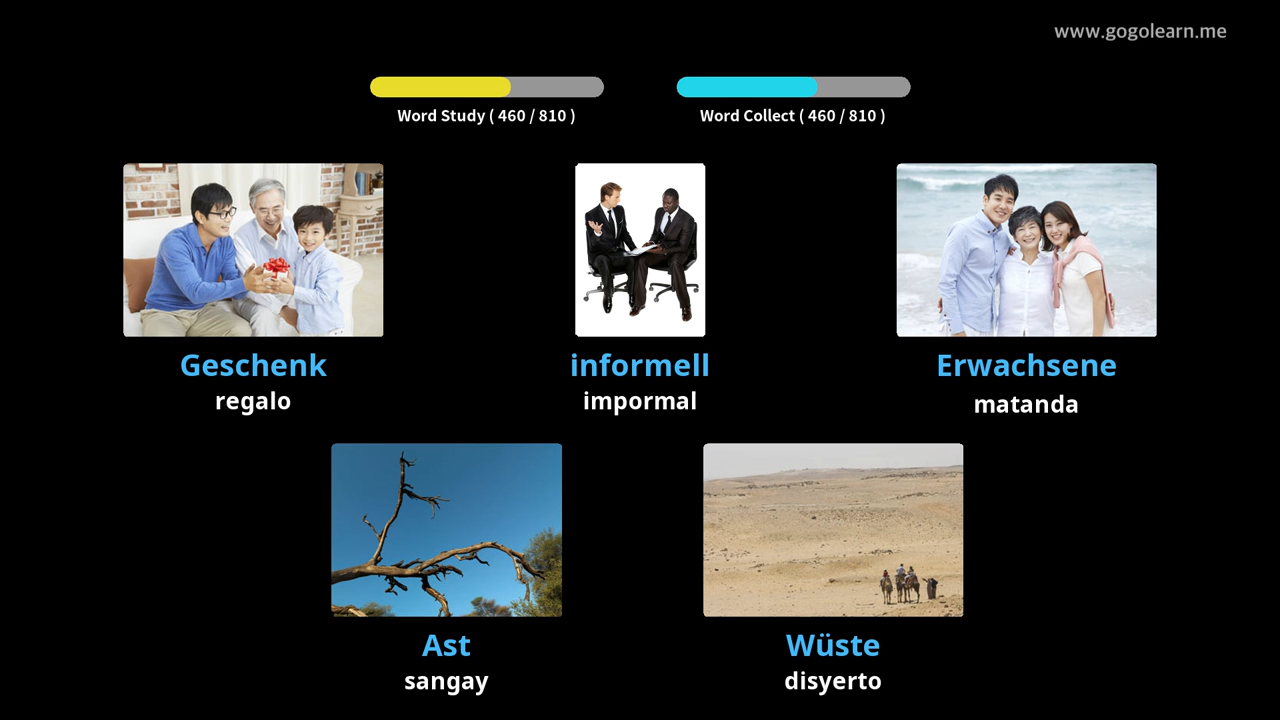 www.gogolearn.me
Word Study ( 460 / 810 )
Word Collect ( 460 / 810 )
Geschenk
regalo
informell
impormal
Erwachsene
matanda
Ast
sangay
Wüste
disyerto